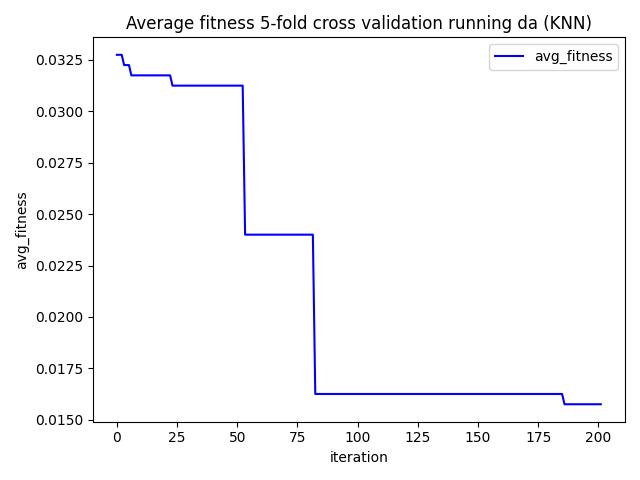 Average fitness 5-fold cross validation running da (KNN)
avg_fitness
0.0325
0.0300
0.0275
0.0250
0.0225
0.0200
0.0175
0.0150
avg_fitness
0 25 50 75 100 125 150 175 200
iteration